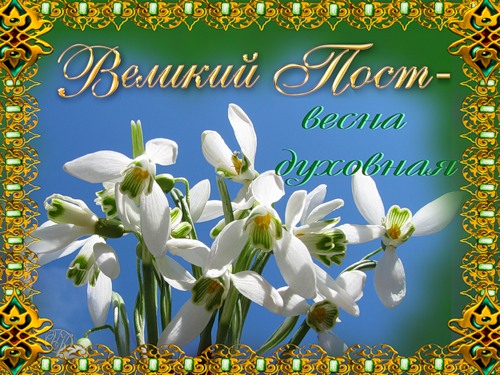 Великий Пост-
весна
духовная